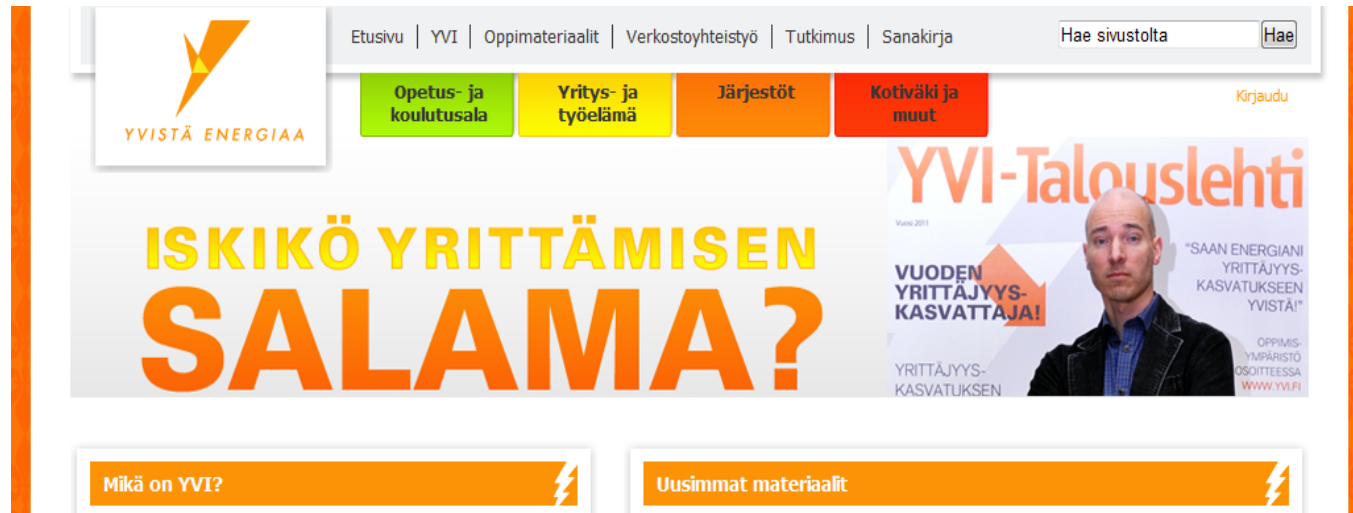 Etusivu | YVI | Oppimateriaalit | Verkostoyhteistyö | Tutkimus | Sanakirja
Hae sivustolta
Hae
YVISTÄ ENERGIAA
Opetus- ja
koulutusala
Yritys- ja
työelämä
Järjestöt
Kotiväki ja
muut
Kirjaudu
ISKIKÖ YRITTÄMISEN
SALAMA?
YVI-Talouslehti
Vuosi 2011
VUODEN
YRITTÄJYYS-
KASVATTAJA!
"SAAN ENERGIANI
YRITTÄJYYS-
KASVATUKSEEN
YVISTÄ!"
OPPIMIS-
YMPÄRISTÖ
OSOITTEESSA
WWW.YVI.FI
YRITTÄJYYS-
KASVATUKSEN
Mikä on YVI?
Uusimmat materiaalit